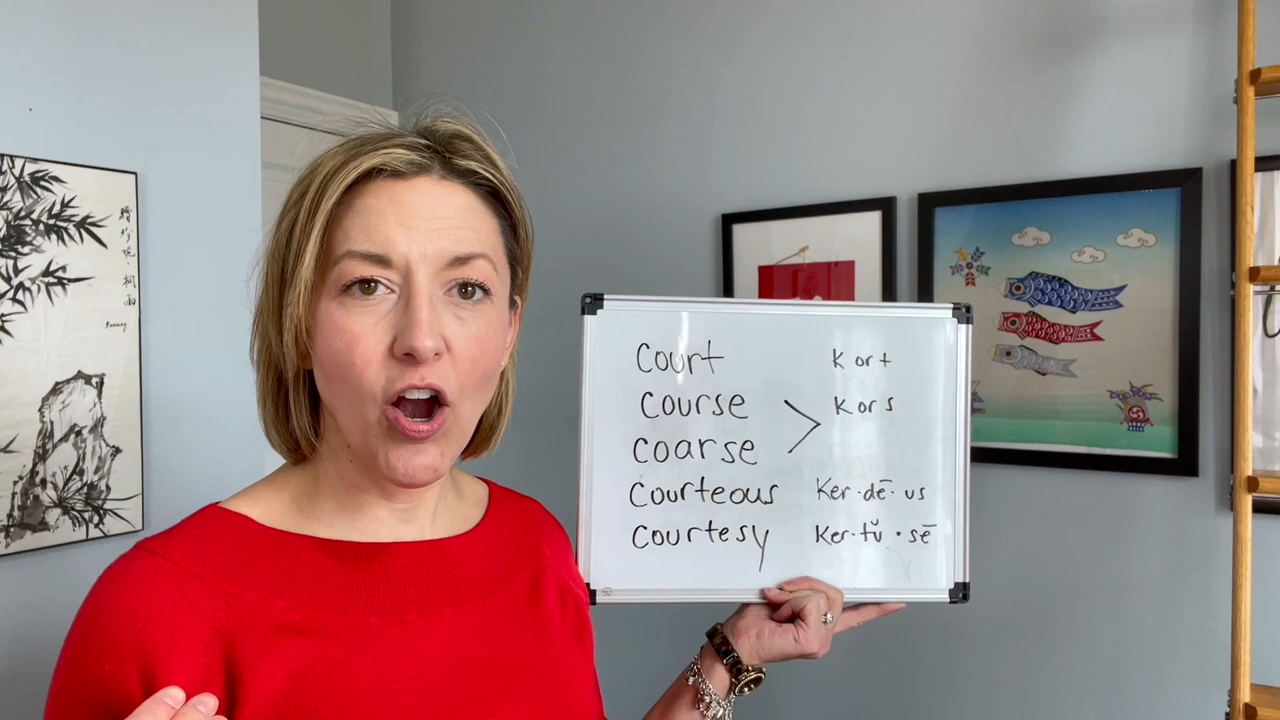 Court Kort
Course > Kors
Coarse
Courteous Ker·dē·us
Courtesy Ker·tŭ·sē